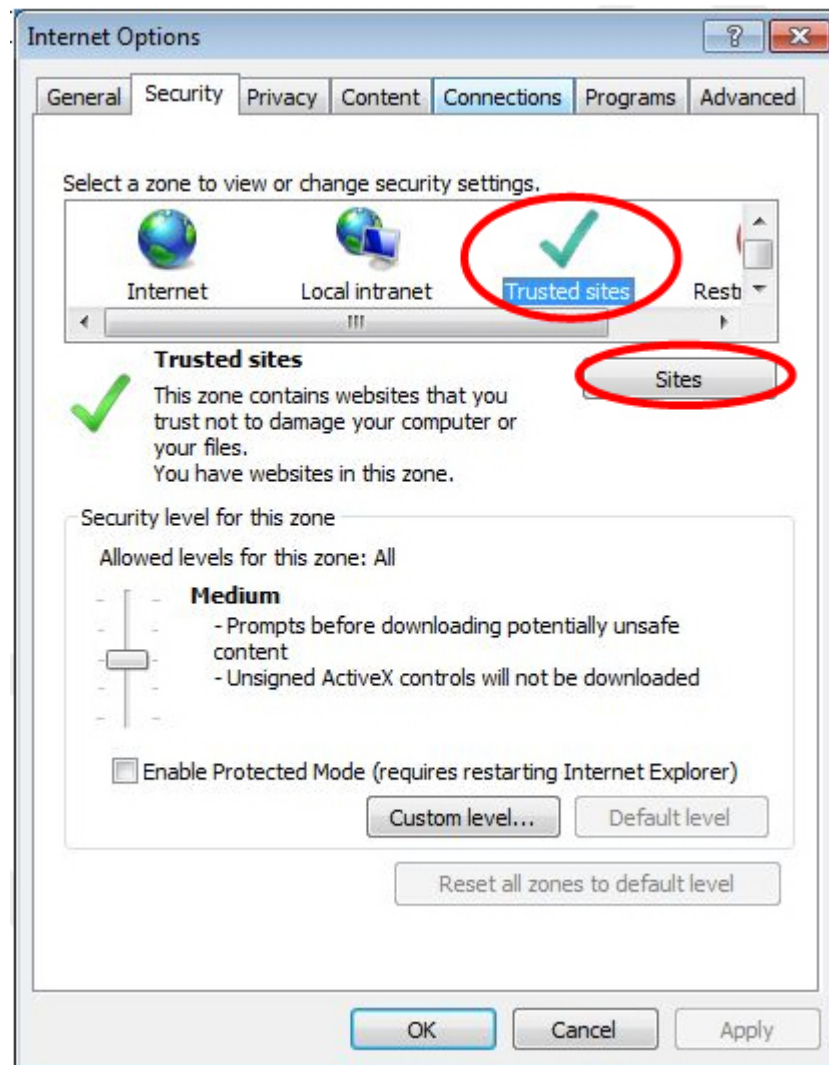 Internet Options
General Security Privacy Content Connections Programs Advanced
Select a zone to view or change security settings.
Internet Local intranet Trusted sites Restr
Trusted sites
Sites
This zone contains websites that you
trust not to damage your computer or
your files.
You have websites in this zone.
Security level for this zone
Allowed levels for this zone: All
Medium
- Prompts before downloading potentially unsafe
content
- Unsigned ActiveX controls will not be downloaded
Enable Protected Mode (requires restarting Internet Explorer)
Custom level... Default level
Reset all zones to default level
OK Cancel Apply